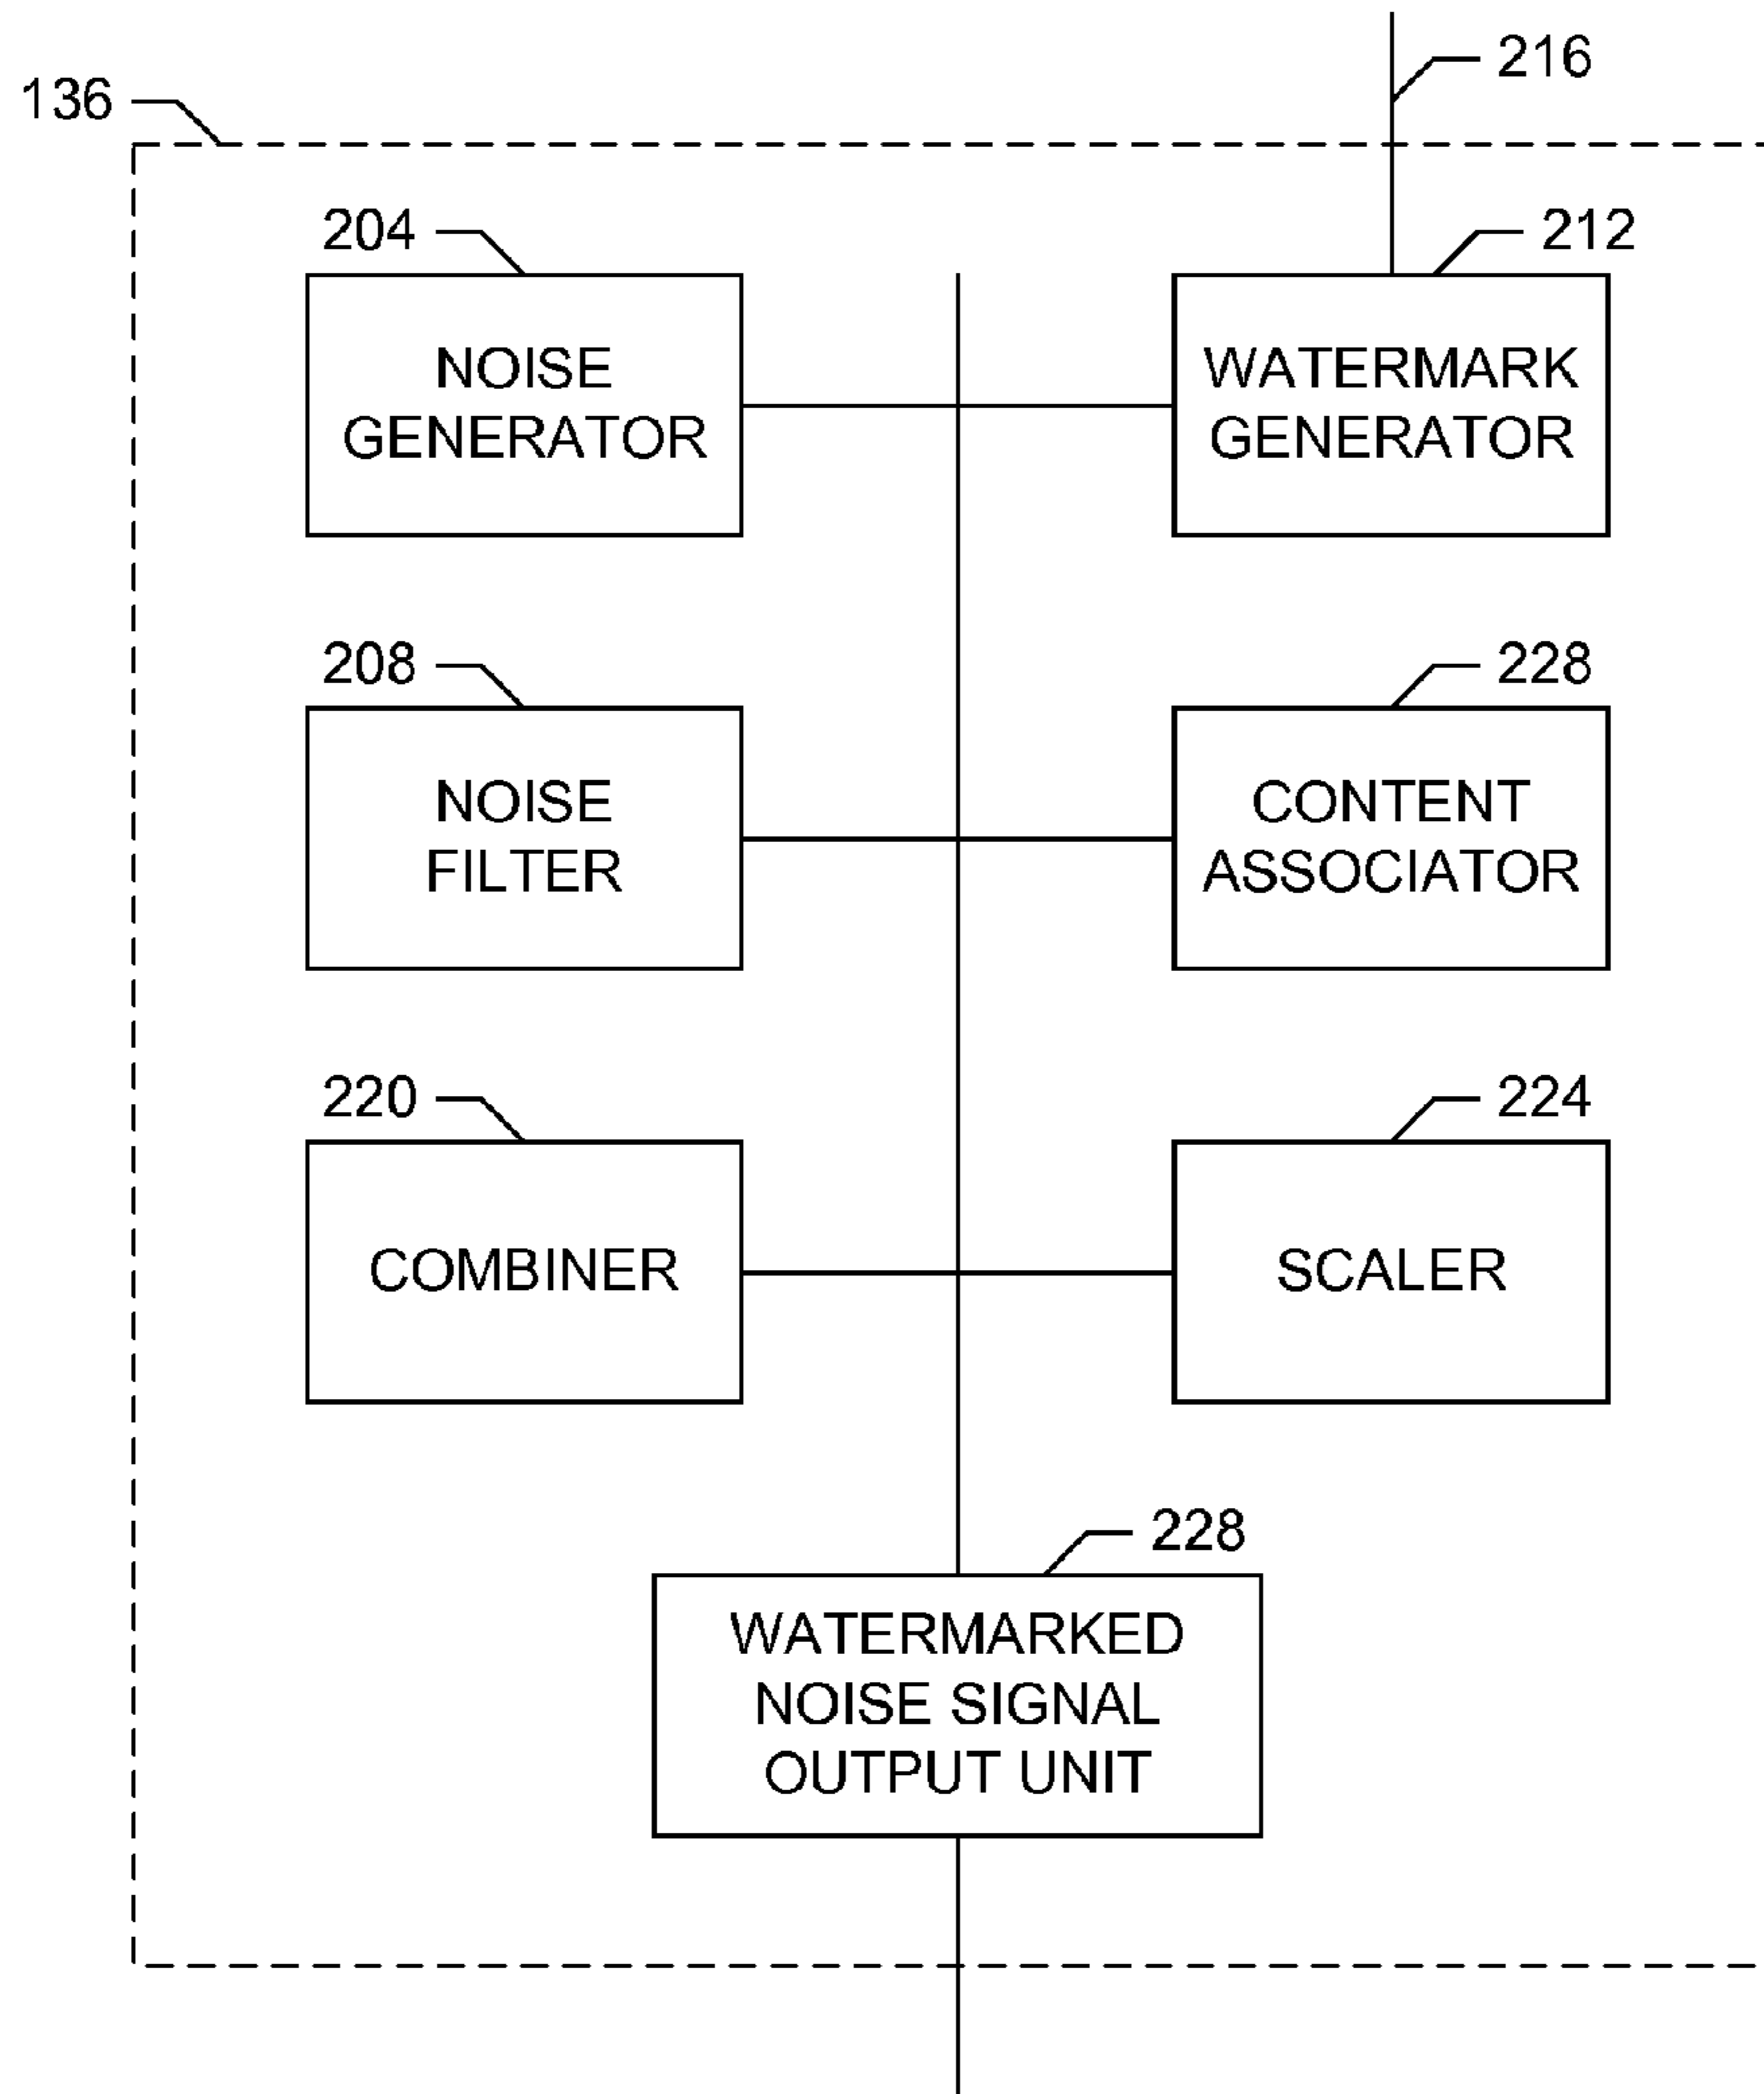 216
136
204
212
NOISE
GENERATOR
WATERMARK
GENERATOR
208
228
NOISE
FILTER
CONTENT
ASSOCIATOR
220
224
COMBINER
SCALER
228
WATERMARKED
NOISE SIGNAL
OUTPUT UNIT